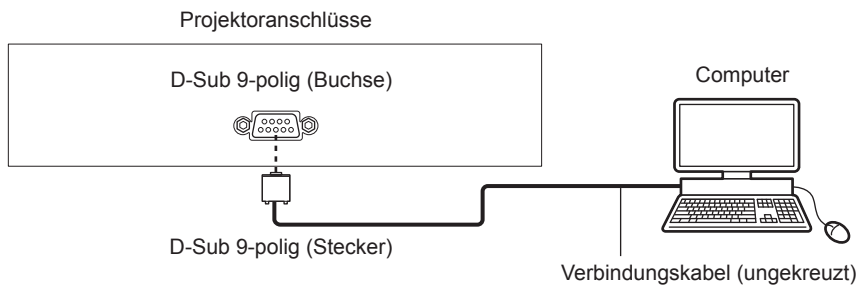 Projektoranschlüsse
D-Sub 9-polig (Buchse)
Computer
D-Sub 9-polig (Stecker)
Verbindungskabel (ungekreuzt)